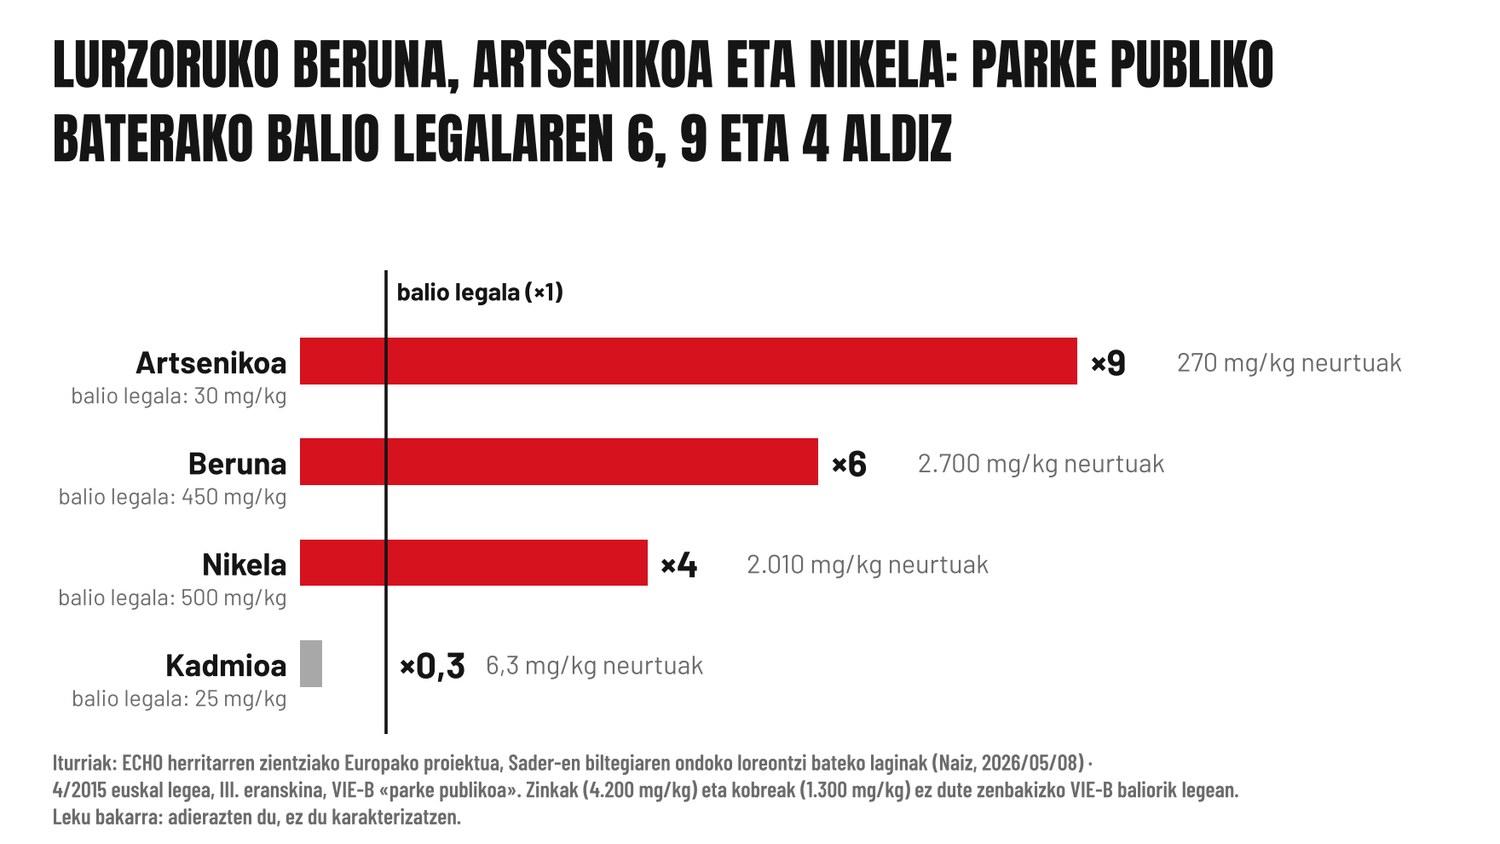 LURZORUKO BERUNA, ARTSENIKOA ETA NIKELA: PARKE PUBLIKO
BATERAKO BALIO LEGALAREN 6, 9 ETA 4 ALDIZ
balio legala (×1)
Artsenikoa
balio legala: 30 mg/kg
×9 270 mg/kg neurtuak
Beruna
balio legala: 450 mg/kg
×6 2.700 mg/kg neurtuak
Nikela
balio legala: 500 mg/kg
×4 2.010 mg/kg neurtuak
Kadmioa
balio legala: 25 mg/kg
×0,3 6,3 mg/kg neurtuak
Iturriak: ECHO herritarren zientziako Europako proiektua, Sader-en biltegiaren ondoko loreontzi bateko laginak (Naiz, 2026/05/08) ·
4/2015 euskal legea, III. eranskina, VIE-B «parke publikoa». Zinkak (4.200 mg/kg) eta kobreak (1.300 mg/kg) ez dute zenbakizko VIE-B baliorik legean.
Leku bakarra: adierazten du, ez du karakterizatzen.